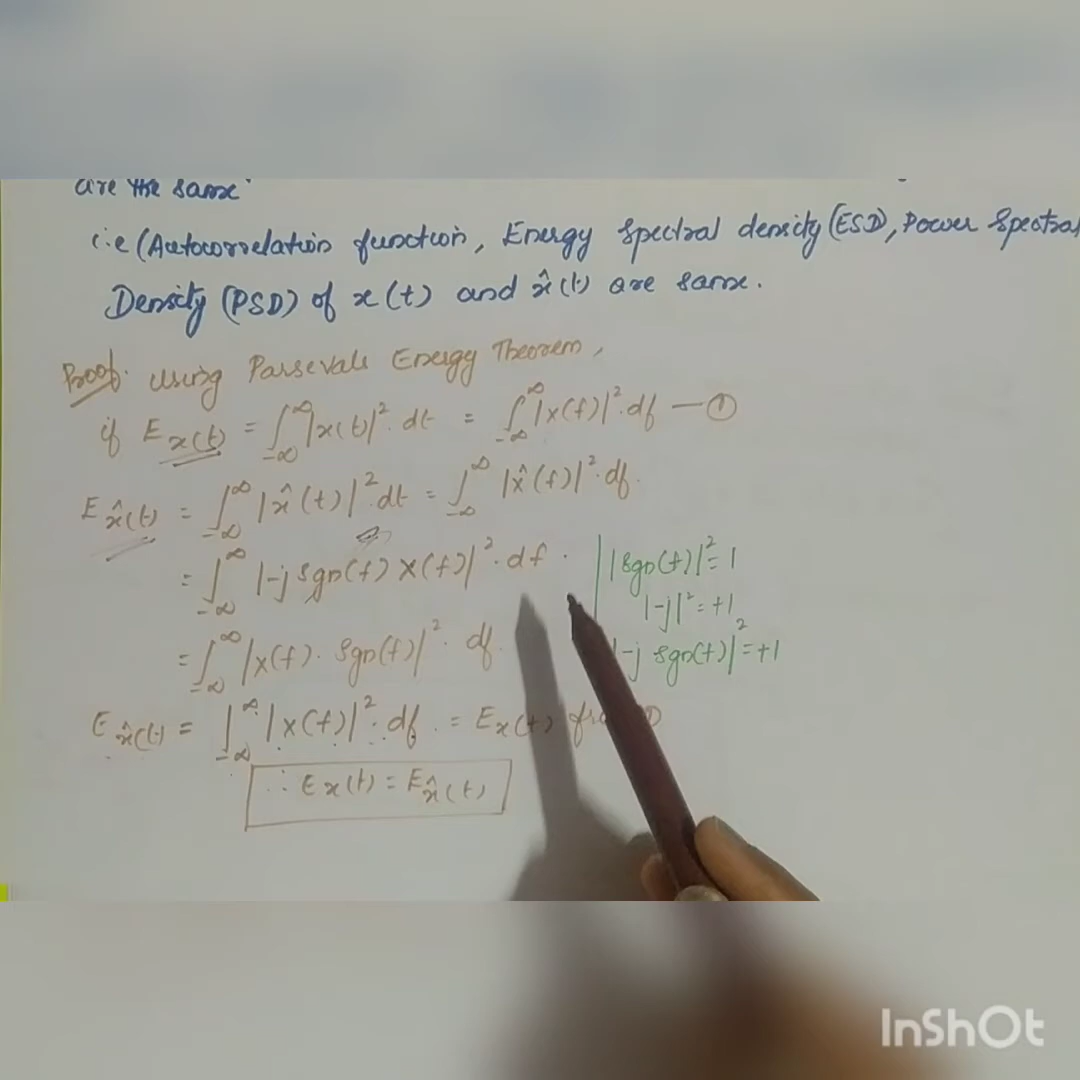 are the same.
i.e (Autocorrelation function, Energy Spectral density (ESD), Power Spectral
Density (PSD) of x(t) and x̂(t) are same.
Proof: Using Parsevals Energy Theorem,
if E x(t) = ∫_{-∞}^{∞} |x(t)|² dt = ∫_{-∞}^{∞} |X(f)|² df — ①
E x̂(t) = ∫_{-∞}^{∞} |x̂(t)|² dt = ∫_{-∞}^{∞} |X̂(f)|² df.
= ∫_{-∞}^{∞} |-j sgn(f) X(f)|² df. | |sgn(f)|² = 1
|-j|² = +1
= ∫_{-∞}^{∞} |X(f). sgn(f)|² df. |-j sgn(f)|² = +1
E x̂(t) = ∫_{-∞}^{∞} |X(f)|² df. = E x(t)
∴ E x(t) = E x̂(t)
InShOt